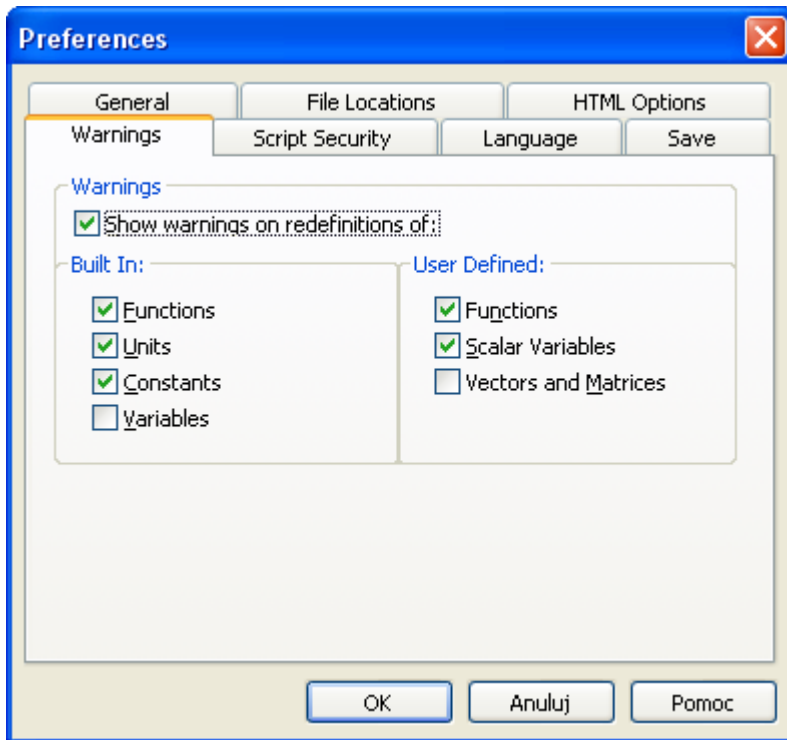 Preferences
General File Locations HTML Options
Warnings Script Security Language Save
Warnings
Show warnings on redefinitions of:
Built In: User Defined:
Functions Functions
Units Scalar Variables
Constants Vectors and Matrices
Variables
OK Anuluj Pomoc